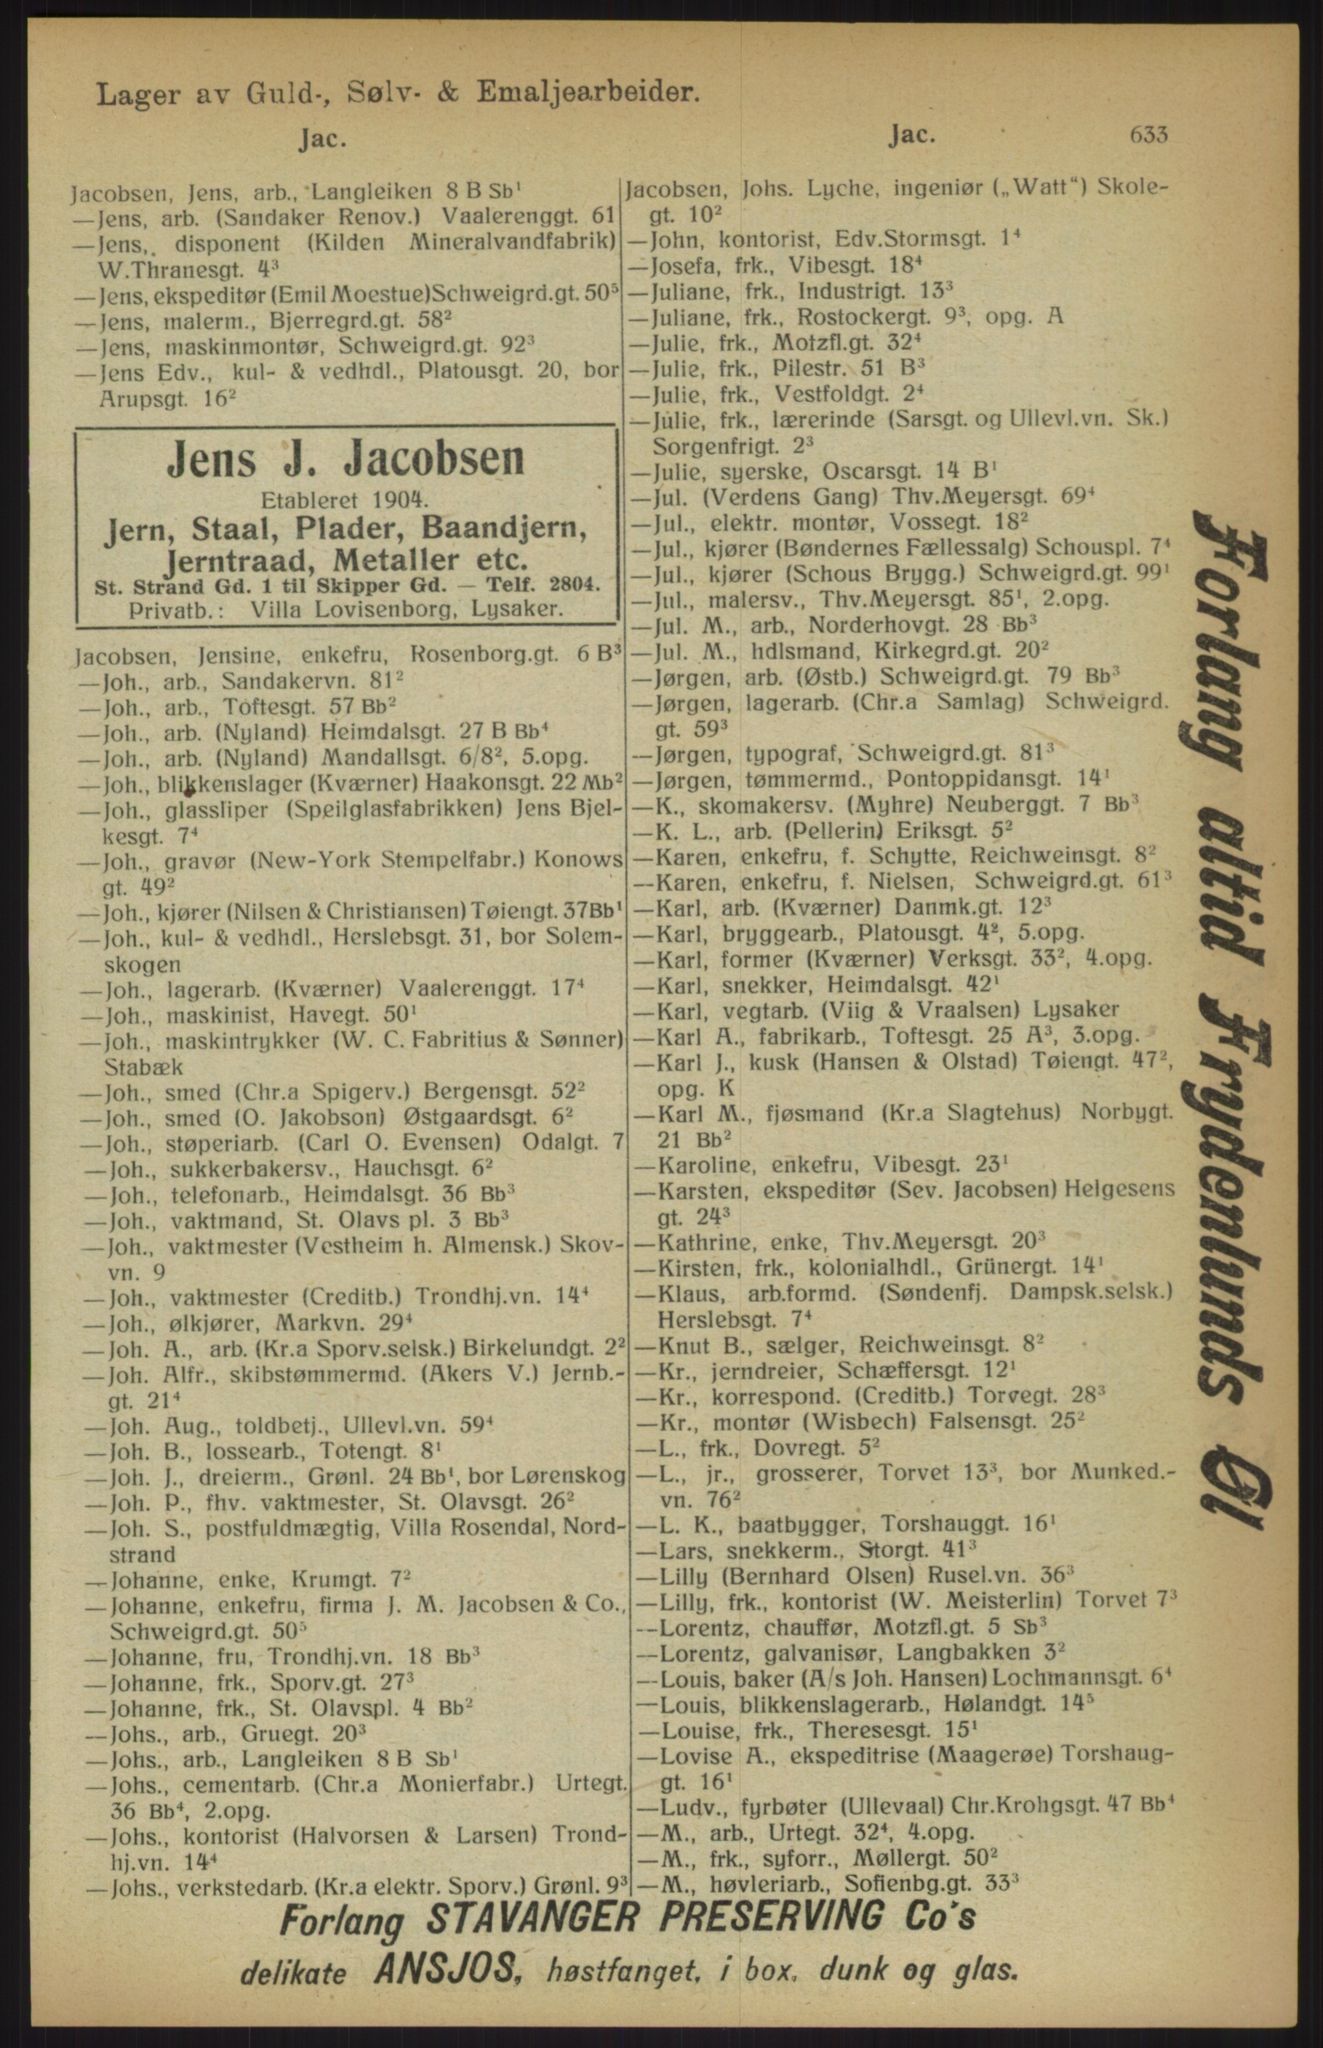 Lager av Guld-, Sølv- & Emaljearbeider.
Jac.
Jacobsen, Jens, arb., Langleiken 8 B Sb¹
—Jens, arb. (Sandaker Renov.) Vaalerenggt. 61
—Jens, disponent (Kilden Mineralvandfabrik)
W.Thranesgt. 4³
—Jens, ekspeditør (Emil Moestue) Schweigrd.gt. 50⁵
—Jens, malerm., Bjerregrd.gt. 58²
—Jens, maskinmontør, Schweigrd.gt. 92³
—Jens Edv., kul- & vedhdl., Platousgt. 20, bor
Arupsgt. 16²
Jens J. Jacobsen
Etableret 1904.
Jern, Staal, Plader, Baandjern,
Jerntraad, Metaller etc.
St. Strand Gd. 1 til Skipper Gd. — Telf. 2804.
Privatb.: Villa Lovisenborg, Lysaker.
Jacobsen, Jensine, enkefru, Rosenborg.gt. 6 B³
—Joh., arb., Sandakervn. 81²
—Joh., arb., Toftesgt. 57 Bb²
—Joh., arb. (Nyland) Heimdalsgt. 27 B Bb⁴
—Joh., arb. (Nyland) Mandallsgt. 6/8², 5.opg.
—Joh., blikkenslager (Kværner) Haakonsgt. 22 Mb²
—Joh., glassliper (Speilglasfabrikken) Jens Bjel-
kesgt. 7⁴
—Joh., gravør (New-York Stempelfabr.) Konows
gt. 49²
—Joh., kjører (Nilsen & Christiansen) Tøiengt. 37Bb¹
—Joh., kul- & vedhdl., Herslebsgt. 31, bor Solem-
skogen
—Joh., lagerarb. (Kværner) Vaalerenggt. 17⁴
—Joh., maskinist, Havegt. 50¹
—Joh., maskintrykker (W. C. Fabritius & Sønner)
Stabæk
—Joh., smed (Chr.a Spigerv.) Bergensgt. 52²
—Joh., smed (O. Jakobson) Østgaardsgt. 6²
—Joh., støperiarb. (Carl O. Evensen) Odalgt. 7
—Joh., sukkerbakersv., Hauchsgt. 6²
—Joh., telefonarb., Heimdalsgt. 36 Bb³
—Joh., vaktmand, St. Olavs pl. 3 Bb³
—Joh., vaktmester (Vestheim h. Almensk.) Skov-
vn. 9
—Joh., vaktmester (Creditb.) Trondhj.vn. 14⁴
—Joh., ølkjører, Markvn. 29⁴
—Joh. A., arb. (Kr.a Sporv.selsk.) Birkelundgt. 2²
—Joh. Alfr., skibstømmermd. (Akers V.) Jernb.-
gt. 21⁴
—Joh. Aug., toldbetj., Ullevl.vn. 59⁴
—Joh. B., lossearb., Totengt. 8¹
—Joh. J., dreierm., Grønl. 24 Bb¹, bor Lørenskog
—Joh. P., fhv. vaktmester, St. Olavsgt. 26²
—Joh. S., postfuldmægtig, Villa Rosendal, Nord-
strand
—Johanne, enke, Krumgt. 7²
—Johanne, enkefru, firma J. M. Jacobsen & Co.,
Schweigrd.gt. 50⁵
—Johanne, fru, Trondhj.vn. 18 Bb³
—Johanne, frk., Sporv.gt. 27³
—Johanne, frk., St. Olavspl. 4 Bb²
—Johs., arb., Gruegt. 20³
—Johs., arb., Langleiken 8 B Sb¹
—Johs., cementarb. (Chr.a Monierfabr.) Urtegt.
36 Bb⁴, 2.opg.
—Johs., kontorist (Halvorsen & Larsen) Trond-
hj.vn. 14⁴
—Johs., verkstedarb. (Kr.a elektr. Sporv.) Grønl. 9³
Jac. 633
Jacobsen, Johs. Lyche, ingeniør („Watt") Skole-
gt. 10²
—John, kontorist, Edv.Stormsgt. 1⁴
—Josefa, frk., Vibesgt. 18⁴
—Juliane, frk., Industrigt. 13³
—Juliane, frk., Rostockergt. 9³, opg. A
—Julie, frk., Motzfl.gt. 32⁴
—Julie, frk., Pilestr. 51 B³
—Julie, frk., Vestfoldgt. 2⁴
—Julie, frk., lærerinde (Sarsgt. og Ullevl.vn. Sk.)
Sorgenfrigt. 2³
—Julie, syerske, Oscarsgt. 14 B¹
—Jul. (Verdens Gang) Thv.Meyersgt. 69⁴
—Jul., elektr. montør, Vossegt. 18²
—Jul., kjører (Bøndernes Fællessalg) Schouspl. 7⁴
—Jul., kjører (Schous Brygg.) Schweigrd.gt. 99¹
—Jul., malersv., Thv.Meyersgt. 85¹, 2.opg.
—Jul. M., arb., Norderhovgt. 28 Bb³
—Jul. M., hdlsmand, Kirkegrd.gt. 20²
—Jørgen, arb. (Østb.) Schweigrd.gt. 79 Bb³
—Jørgen, lagerarb. (Chr.a Samlag) Schweigrd.
gt. 59³
—Jørgen, typograf, Schweigrd.gt. 81³
—Jørgen, tømmermd., Pontoppidansgt. 14¹
—K., skomakersv. (Myhre) Neuberggt. 7 Bb³
—K. L., arb. (Pellerin) Eriksgt. 5²
—Karen, enkefru, f. Schytte, Reichweinsgt. 8²
—Karen, enkefru, f. Nielsen, Schweigrd.gt. 61³
—Karl, arb. (Kværner) Danmk.gt. 12³
—Karl, bryggearb., Platousgt. 4², 5.opg.
—Karl, former (Kværner) Verksgt. 33², 4.opg.
—Karl, snekker, Heimdalsgt. 42¹
—Karl, vegtarb. (Viig & Vraalsen) Lysaker
—Karl A., fabrikarb., Toftesgt. 25 A³, 3.opg.
—Karl J., kusk (Hansen & Olstad) Tøiengt. 47²,
opg. K
—Karl M., fjøsmand (Kr.a Slagtehus) Norbygt.
21 Bb²
—Karoline, enkefru, Vibesgt. 23¹
—Karsten, ekspeditør (Sev. Jacobsen) Helgesens
gt. 24³
—Kathrine, enke, Thv.Meyersgt. 20³
—Kirsten, frk., kolonialhdl., Grünergt. 14¹
—Klaus, arb.formd. (Søndenfj. Dampsk.selsk.)
Herslebsgt. 7⁴
—Knut B., sælger, Reichweinsgt. 8²
—Kr., jerndreier, Schæffersgt. 12¹
—Kr., korrespond. (Creditb.) Torvegt. 28³
—Kr., montør (Wisbech) Falsensgt. 25²
—L., frk., Dovregt. 5²
—L., jr., grosserer, Torvet 13³, bor Munked.-
vn. 76²
—L. K., baatbygger, Torshauggt. 16¹
—Lars, snekkerm., Storgt. 41³
—Lilly (Bernhard Olsen) Rusel.vn. 36³
—Lilly, frk., kontorist (W. Meisterlin) Torvet 7³
—Lorentz, chauffør, Motzfl.gt. 5 Sb³
—Lorentz, galvanisør, Langbakken 3²
—Louis, baker (A/s Joh. Hansen) Lochmannsgt. 6⁴
—Louis, blikkenslagerarb., Hølandgt. 14⁵
—Louise, frk., Theresesgt. 15¹
—Lovise A., ekspeditrise (Maagerøe) Torshaug-
gt. 16¹
—Ludv., fyrbøter (Ullevaal) Chr.Krohgsgt. 47 Bb⁴
—M., arb., Urtegt. 32⁴, 4.opg.
—M., frk., syforr., Møllergt. 50²
—M., høvleriarb., Sofienbg.gt. 33³
Forlang altid Frydenlunds Øl
Forlang STAVANGER PRESERVING Co's
delikate ANSJOS, høstfanget, i box, dunk og glas.